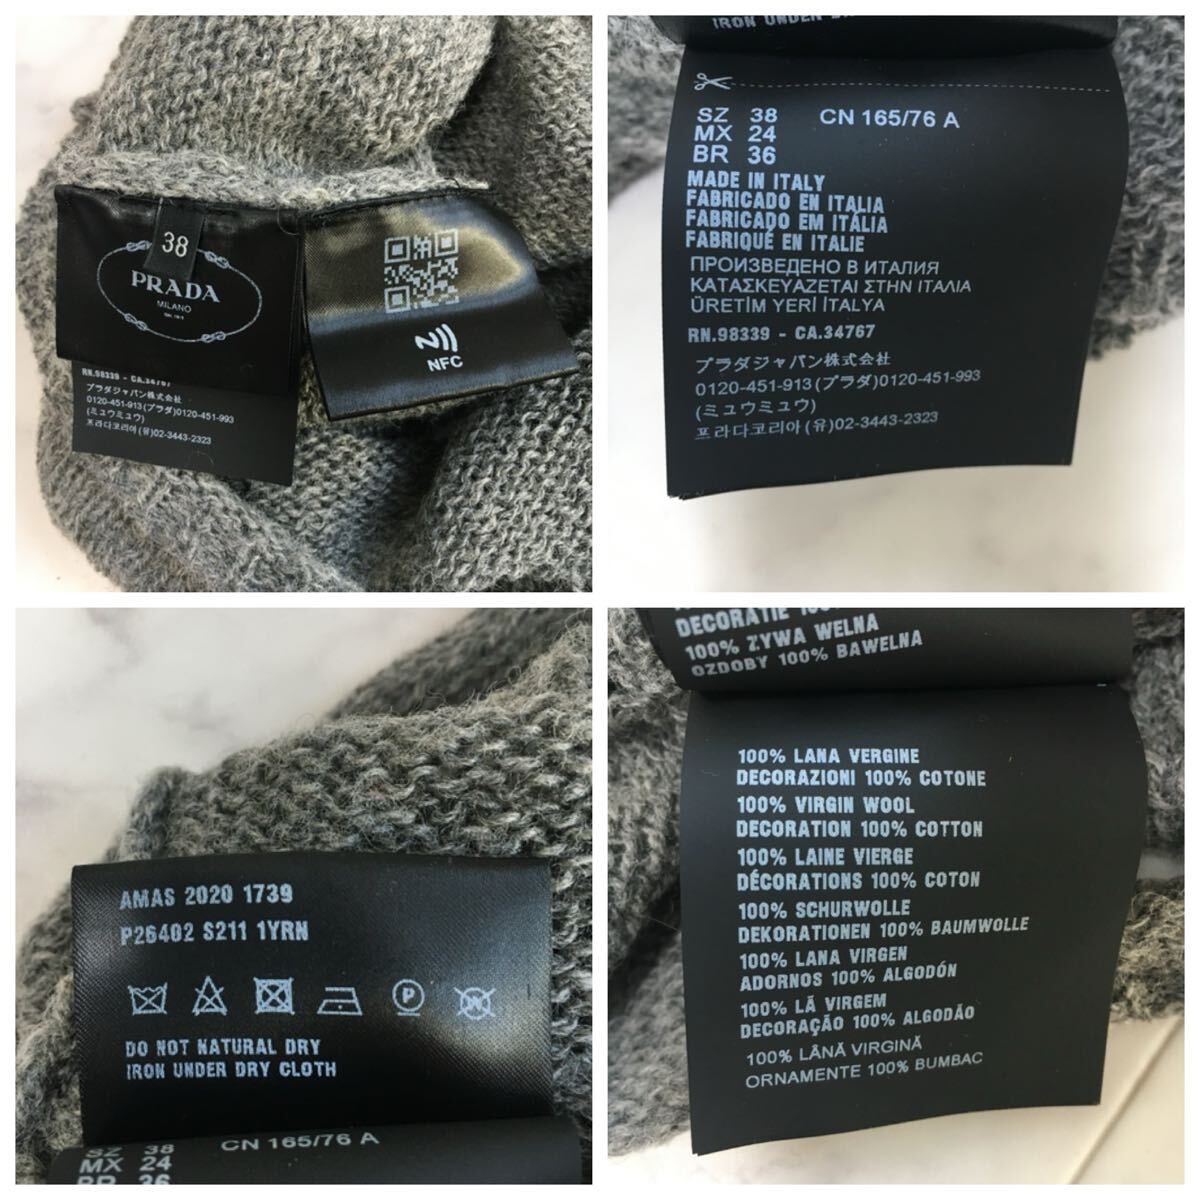 38
PRADA
MILANO
NFC
RN.98339 - CA.34767
プラダジャパン株式会社
0120-451-913(プラダ)0120-451-993
(ミュウミュウ)
프라다코리아(유)02-3443-2323
IRON UNDER
SZ 38 CN 165/76 A
MX 24
BR 36
MADE IN ITALY
FABRICADO EN ITALIA
FABRICADO EM ITÁLIA
FABRIQUÉ EN ITALIE
ПРОИЗВЕДЕНО В ИТАЛИЯ
ΚΑΤΑΣΚΕΥΑΖΕΤΑΙ ΣΤΗΝ ΙΤΑΛΙΑ
ÜRETİM YERİ İTALYA
RN.98339 - CA.34767
プラダジャパン株式会社
0120-451-913(プラダ)0120-451-993
(ミュウミュウ)
프라다코리아(유)02-3443-2323
AMAS 2020 1739
P26402 S211 1YRN
P
DO NOT NATURAL DRY
IRON UNDER DRY CLOTH
SZ 38 CN 165/76 A
MX 24
BR 36
DECORATIE
100% ZYWA WELNA
OZDOBY 100% BAWELNA
100% LANA VERGINE
DECORAZIONI 100% COTONE
100% VIRGIN WOOL
DECORATION 100% COTTON
100% LAINE VIERGE
DÉCORATIONS 100% COTON
100% SCHURWOLLE
DEKORATIONEN 100% BAUMWOLLE
100% LANA VIRGEN
ADORNOS 100% ALGODÓN
100% LÃ VIRGEM
DECORAÇÃO 100% ALGODÃO
100% LÂNĂ VIRGINĂ
ORNAMENTE 100% BUMBAC